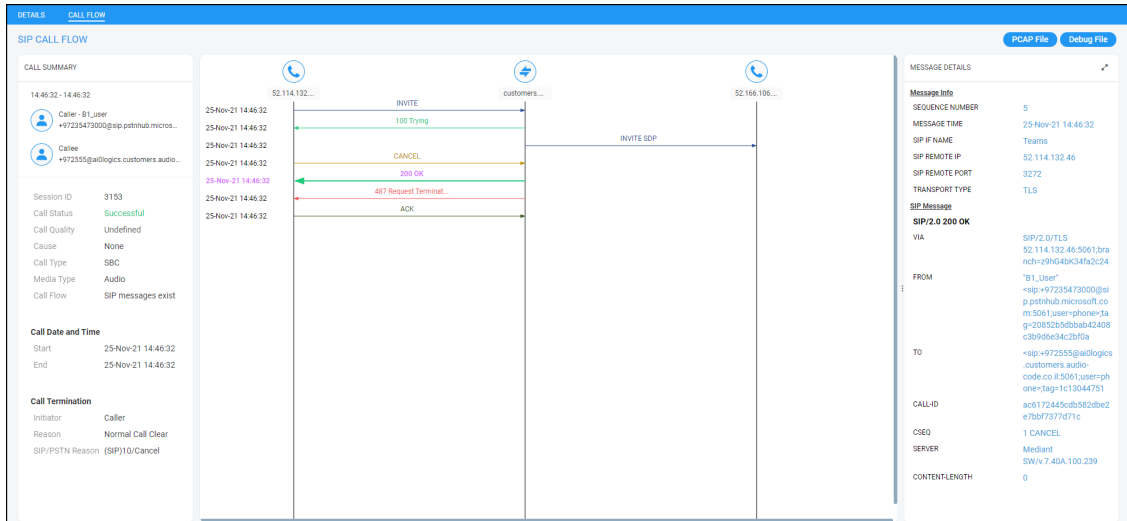 DETAILS CALL FLOW
SIP CALL FLOW
PCAP File Debug File
CALL SUMMARY
14:46:32 - 14:46:32
Caller - B1_user
+97235473000@sip.pstnhub.micros...
Callee
+972555@ai0logics.customers.audio...
Session ID 3153
Call Status Successful
Call Quality Undefined
Cause None
Call Type SBC
Media Type Audio
Call Flow SIP messages exist
Call Date and Time
Start 25-Nov-21 14:46:32
End 25-Nov-21 14:46:32
Call Termination
Initiator Caller
Reason Normal Call Clear
SIP/PSTN Reason (SIP)10/Cancel
52.114.132... customers.... 52.166.106...
25-Nov-21 14:46:32 INVITE
25-Nov-21 14:46:32 100 Trying
25-Nov-21 14:46:32 INVITE SDP
25-Nov-21 14:46:32 CANCEL
25-Nov-21 14:46:32 200 OK
25-Nov-21 14:46:32 487 Request Terminat...
25-Nov-21 14:46:32 ACK
MESSAGE DETAILS
Message Info
SEQUENCE NUMBER 5
MESSAGE TIME 25-Nov-21 14:46:32
SIP IF NAME Teams
SIP REMOTE IP 52.114.132.46
SIP REMOTE PORT 3272
TRANSPORT TYPE TLS
SIP Message
SIP/2.0 200 OK
VIA SIP/2.0/TLS
52.114.132.46:5061;bra
nch=z9hG4bK34fa2c24
FROM "B1_User"
<sip:+97235473000@si
p.pstnhub.microsoft.co
m:5061;user=phone>;ta
g=20852b5dbbab42408
c3b9d6e34c2bf0a
TO <sip:+972555@ai0logics
.customers.audio-
code.co.il:5061;user=ph
one>;tag=1c13044751
CALL-ID ac6172445cdb582dbe2
e7bbf7377d71c
CSEQ 1 CANCEL
SERVER Mediant
SW/v.7.40A.100.239
CONTENT-LENGTH 0